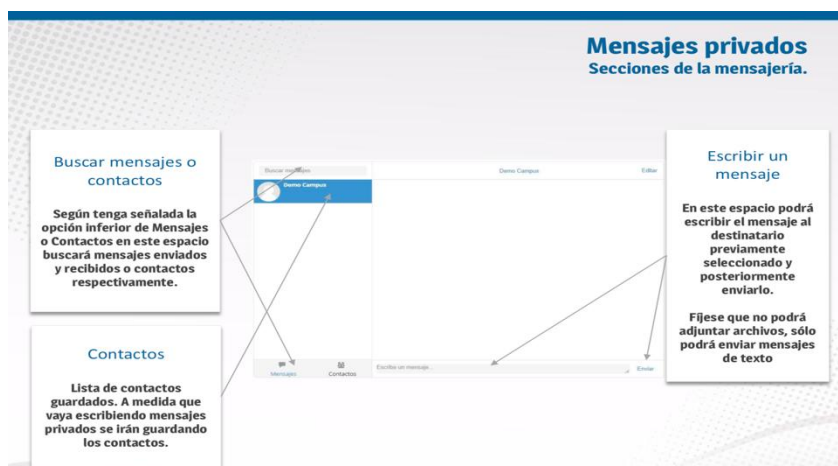 Mensajes privados
Secciones de la mensajería.
Buscar mensajes o
contactos
Según tenga señalada la
opción inferior de Mensajes
o Contactos en este espacio
buscará mensajes enviados
y recibidos o contactos
respectivamente.
Contactos
Lista de contactos
guardados. A medida que
vaya escribiendo mensajes
privados se irán guardando
los contactos.
Buscar mensajes
Demo Campus
Demo Campus
Editar
Mensajes
Contactos
Escriba un mensaje...
Enviar
Escribir un
mensaje
En este espacio podrá
escribir el mensaje al
destinatario
previamente
seleccionado y
posteriormente
enviarlo.
Fíjese que no podrá
adjuntar archivos, sólo
podrá enviar mensajes
de texto